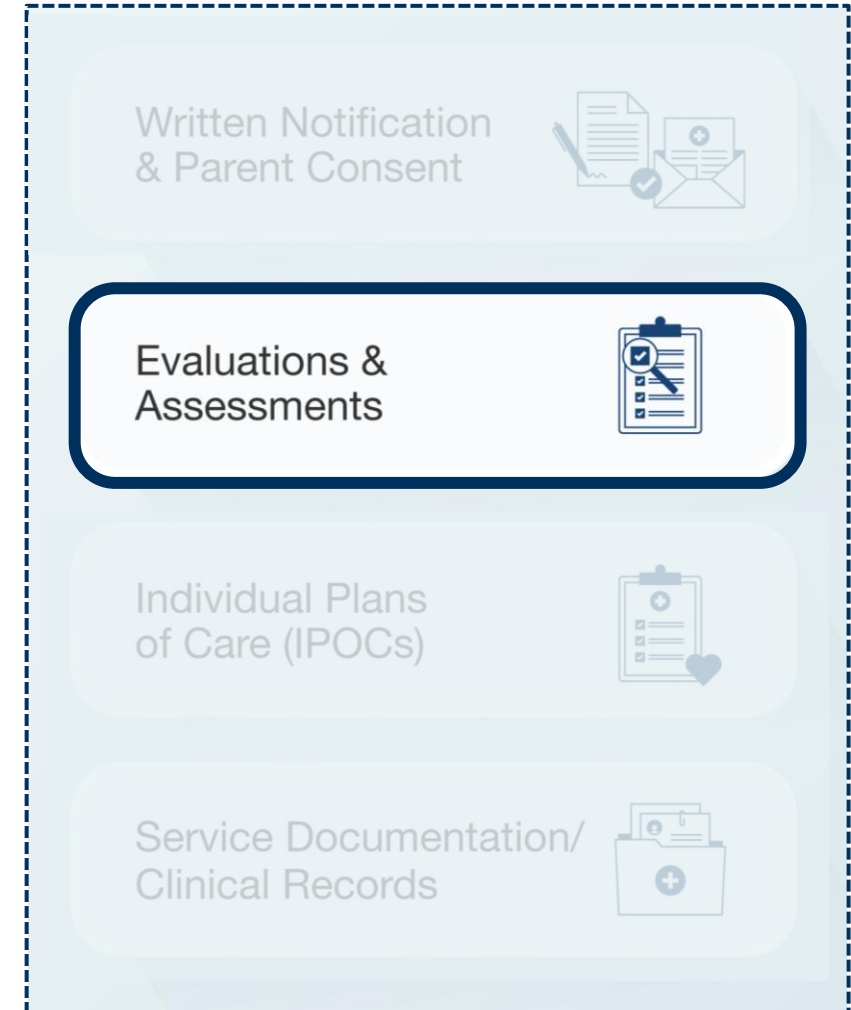 Written Notification
& Parent Consent
Evaluations &
Assessments
Individual Plans
of Care (IPOCs)
Service Documentation/
Clinical Records